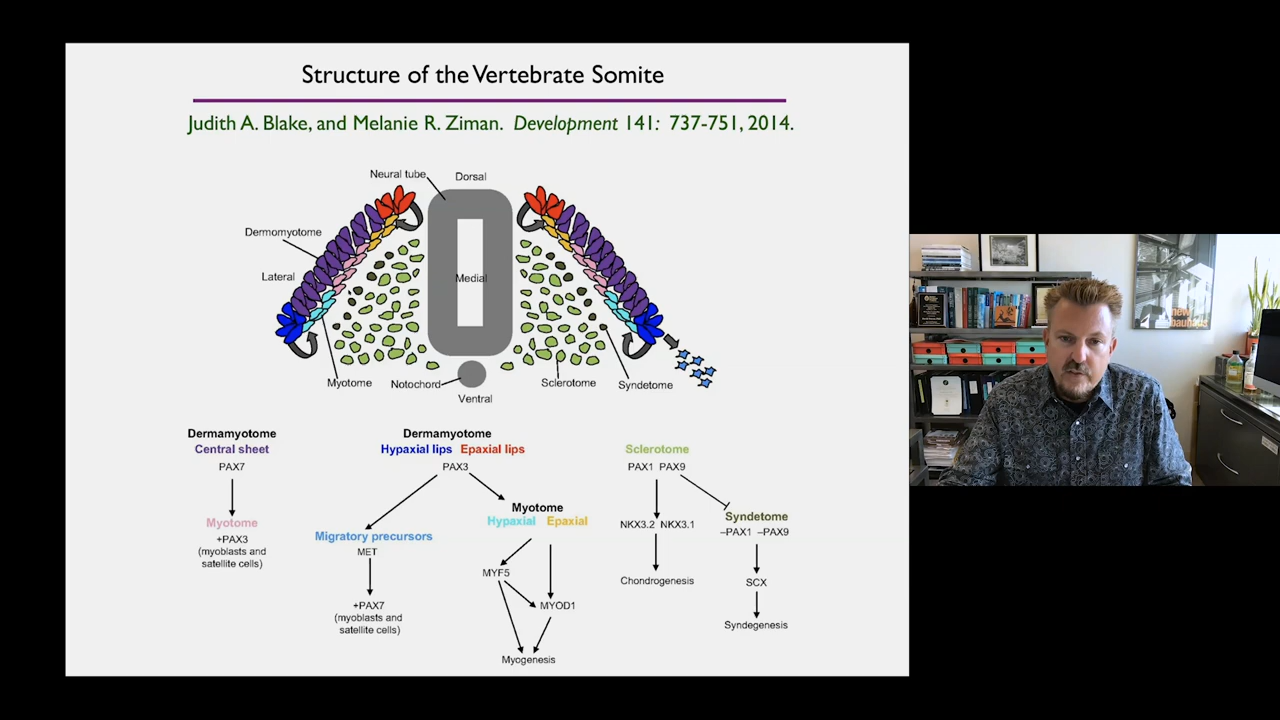 Structure of the Vertebrate Somite
Judith A. Blake, and Melanie R. Ziman. Development 141: 737-751, 2014.
Neural tube
Dorsal
Dermomyotome
Lateral
Medial
Myotome
Notochord
Sclerotome
Syndetome
Ventral
Dermamyotome
Central sheet
PAX7
Myotome
+PAX3
(myoblasts and
satellite cells)
Dermamyotome
Hypaxial lips Epaxial lips
PAX3
Migratory precursors
MET
+PAX7
(myoblasts and
satellite cells)
Myotome
Hypaxial Epaxial
MYF5
MYOD1
Myogenesis
Sclerotome
PAX1 PAX9
NKX3.2 NKX3.1
Chondrogenesis
Syndetome
–PAX1 –PAX9
SCX
Syndegenesis
new
bauhaus